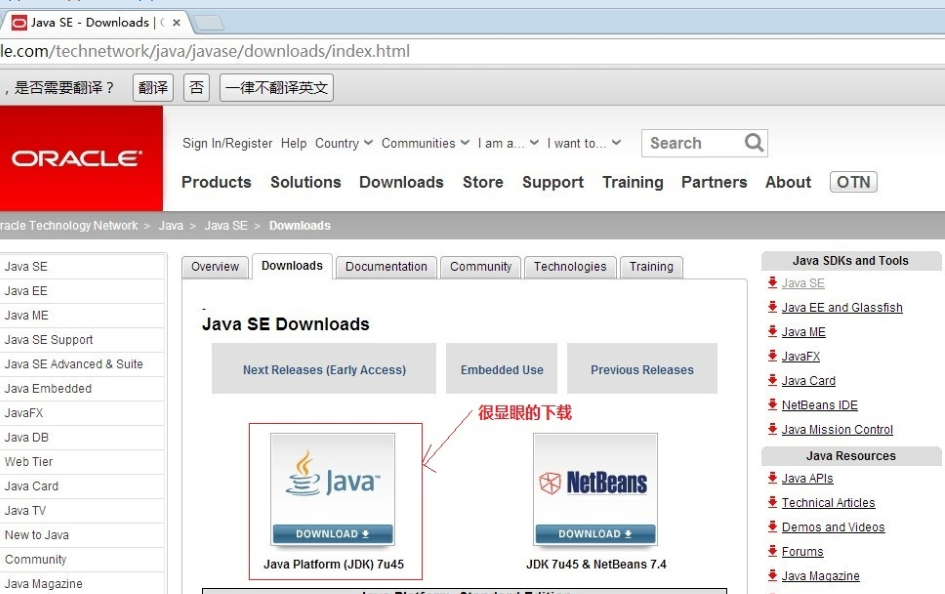 Java SE - Downloads | O
le.com/technetwork/java/javase/downloads/index.html
，是否需要翻译？ 翻译 否 一律不翻译英文
ORACLE
Sign In/Register Help Country Communities I am a... I want to... Search
Products Solutions Downloads Store Support Training Partners About OTN
racle Technology Network > Java > Java SE > Downloads
Java SE
Java EE
Java ME
Java SE Support
Java SE Advanced & Suite
Java Embedded
JavaFX
Java DB
Web Tier
Java Card
Java TV
New to Java
Community
Java Magazine
Overview Downloads Documentation Community Technologies Training
Java SE Downloads
Next Releases (Early Access) Embedded Use Previous Releases
很显眼的下载
Java™ NetBeans
DOWNLOAD DOWNLOAD
Java Platform (JDK) 7u45 JDK 7u45 & NetBeans 7.4
Java Platform, Standard Edition
Java SDKs and Tools
Java SE
Java EE and Glassfish
Java ME
JavaFX
Java Card
NetBeans IDE
Java Mission Control
Java Resources
Java APIs
Technical Articles
Demos and Videos
Forums
Java Magazine